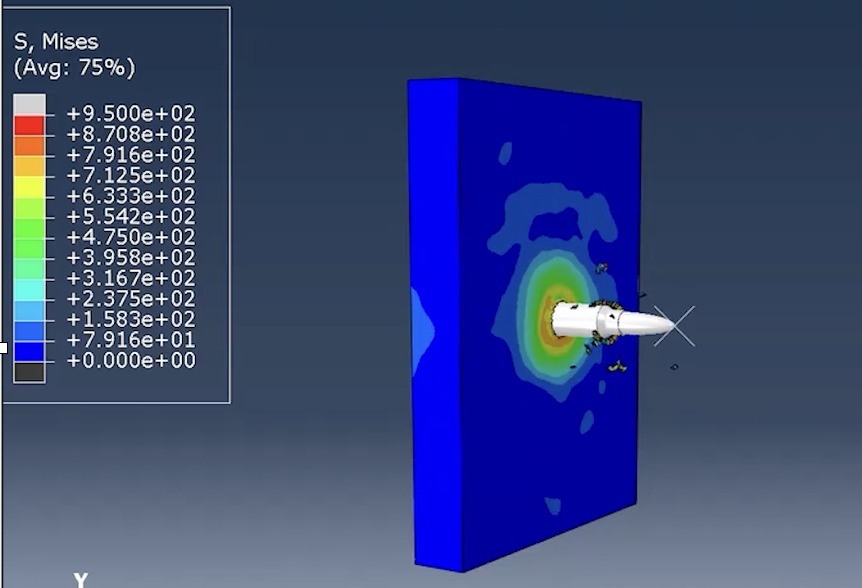 S, Mises
(Avg: 75%)
+9.500e+02
+8.708e+02
+7.916e+02
+7.125e+02
+6.333e+02
+5.542e+02
+4.750e+02
+3.958e+02
+3.167e+02
+2.375e+02
+1.583e+02
+7.916e+01
+0.000e+00
Y